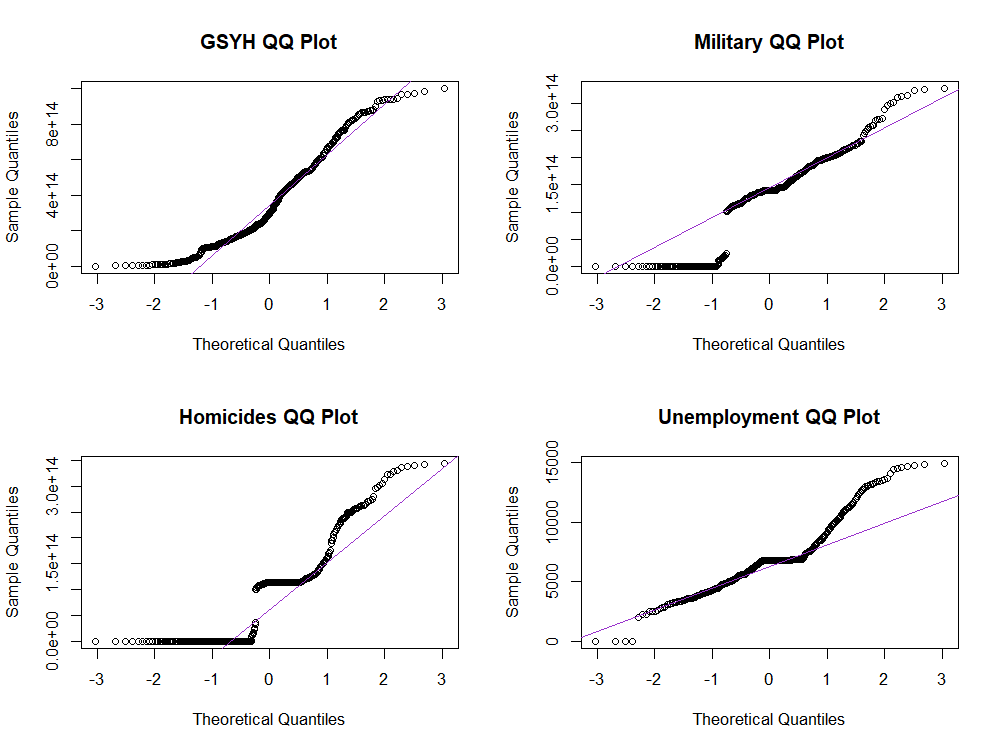 GSYH QQ Plot
Sample Quantiles
0e+00 4e+14 8e+14
-3 -2 -1 0 1 2 3
Theoretical Quantiles
Military QQ Plot
Sample Quantiles
0.0e+00 1.5e+14 3.0e+14
-3 -2 -1 0 1 2 3
Theoretical Quantiles
Homicides QQ Plot
Sample Quantiles
0.0e+00 1.5e+14 3.0e+14
-3 -2 -1 0 1 2 3
Theoretical Quantiles
Unemployment QQ Plot
Sample Quantiles
0 5000 10000 15000
-3 -2 -1 0 1 2 3
Theoretical Quantiles